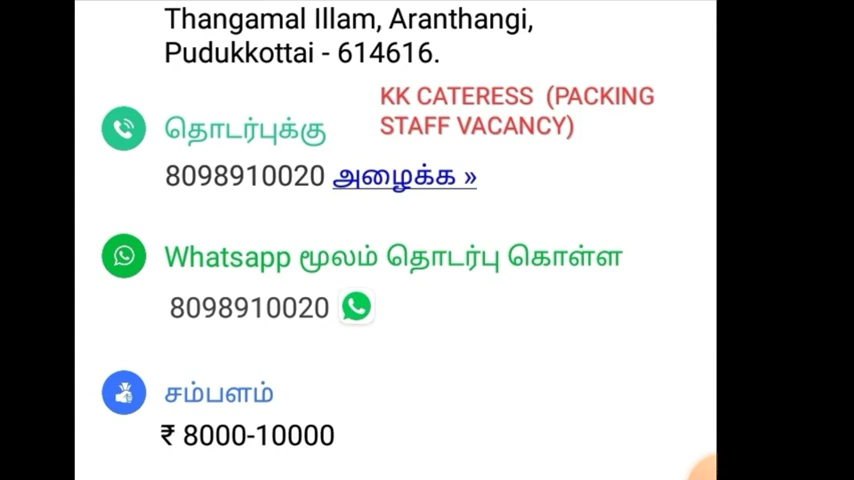 Thangamal Illam, Aranthangi,
Pudukkottai - 614616.
KK CATERESS (PACKING
STAFF VACANCY)
தொடர்புக்கு
8098910020 அழைக்க »
Whatsapp மூலம் தொடர்பு கொள்ள
8098910020
சம்பளம்
₹ 8000-10000